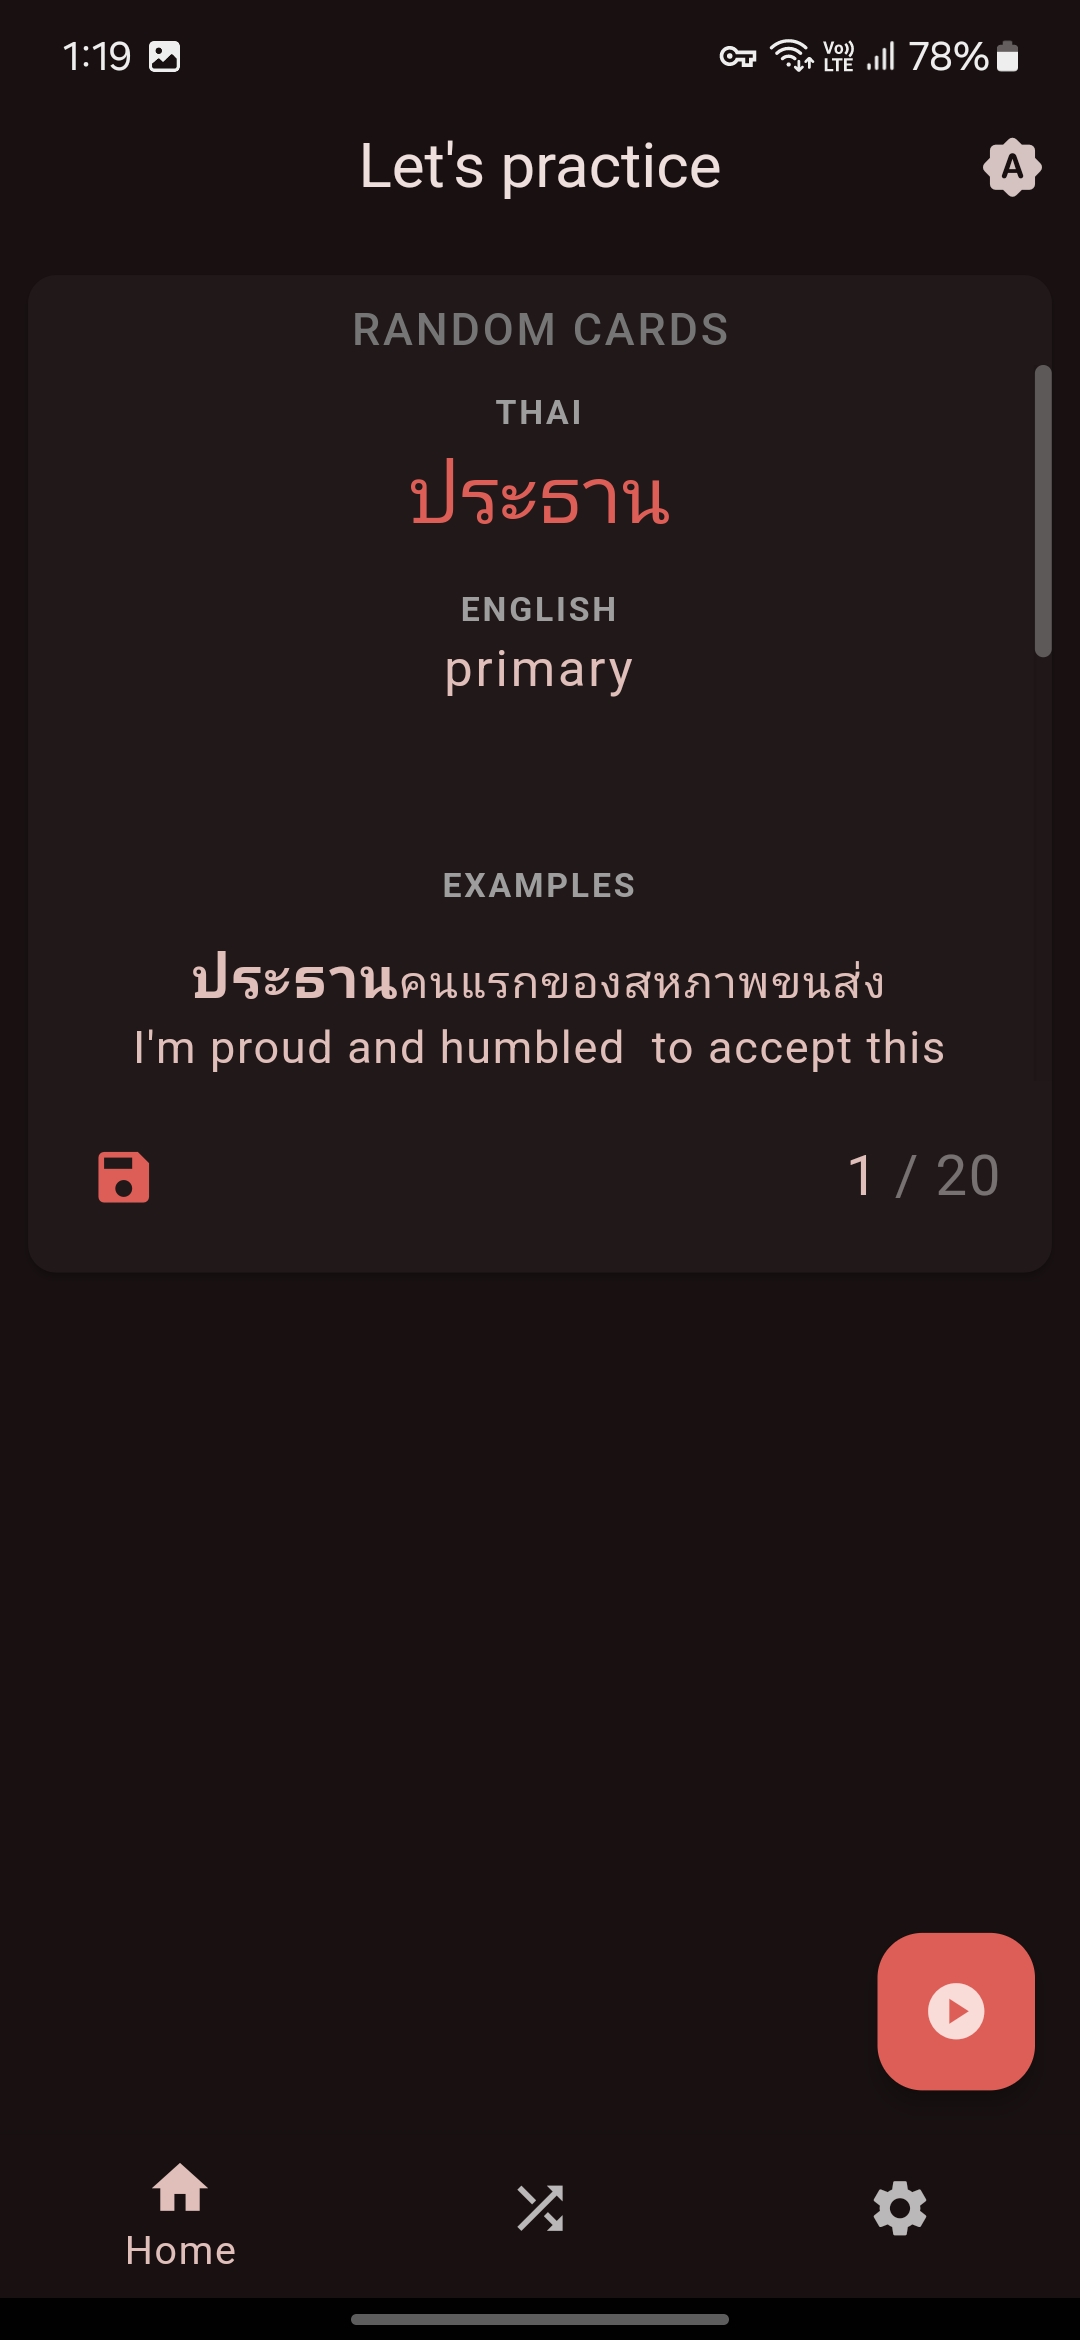 1:19
Vo)) LTE 78%
Let's practice
A
RANDOM CARDS
THAI
ประธาน
ENGLISH
primary
EXAMPLES
ประธานคนแรกของสหภาพขนส่ง
I'm proud and humbled  to accept this
1 / 20
Home